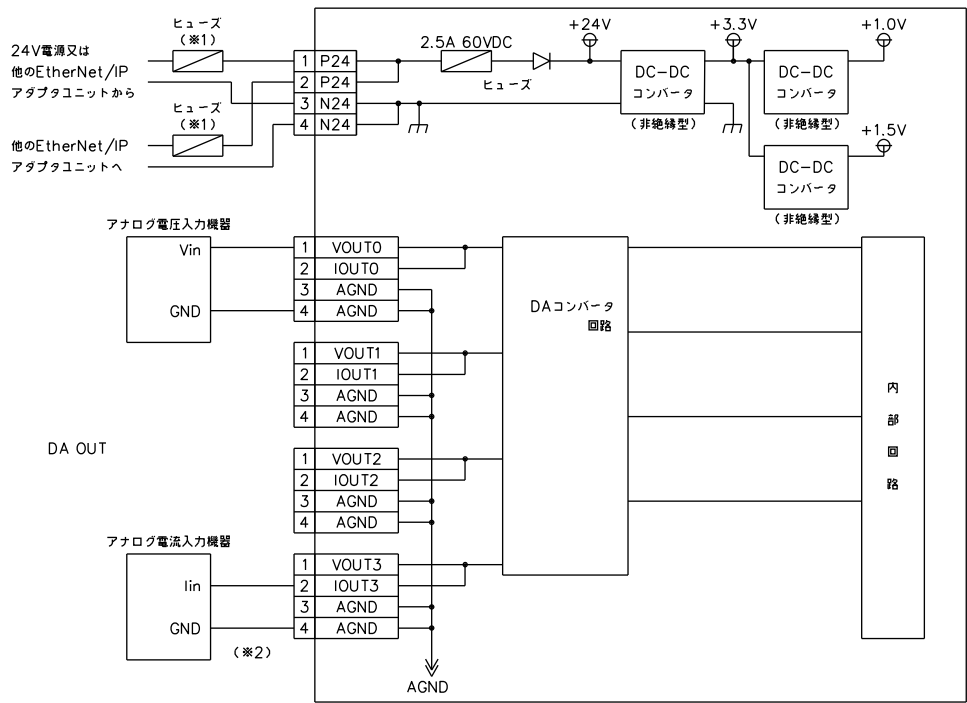 ヒューズ
(※1)
24V電源又は
他のEtherNet/IP
アダプタユニットから
ヒューズ
(※1)
他のEtherNet/IP
アダプタユニットへ
1 P24
2 P24
3 N24
4 N24
2.5A 60VDC
ヒューズ
+24V
DC-DC
コンバータ
(非絶縁型)
+3.3V
DC-DC
コンバータ
(非絶縁型)
+1.0V
+1.5V
DC-DC
コンバータ
(非絶縁型)
アナログ電圧入力機器
Vin
GND
1 VOUT0
2 IOUT0
3 AGND
4 AGND
1 VOUT1
2 IOUT1
3 AGND
4 AGND
DA OUT
1 VOUT2
2 IOUT2
3 AGND
4 AGND
アナログ電流入力機器
Iin
GND
(※2)
1 VOUT3
2 IOUT3
3 AGND
4 AGND
AGND
DAコンバータ
回路
内
部
回
路